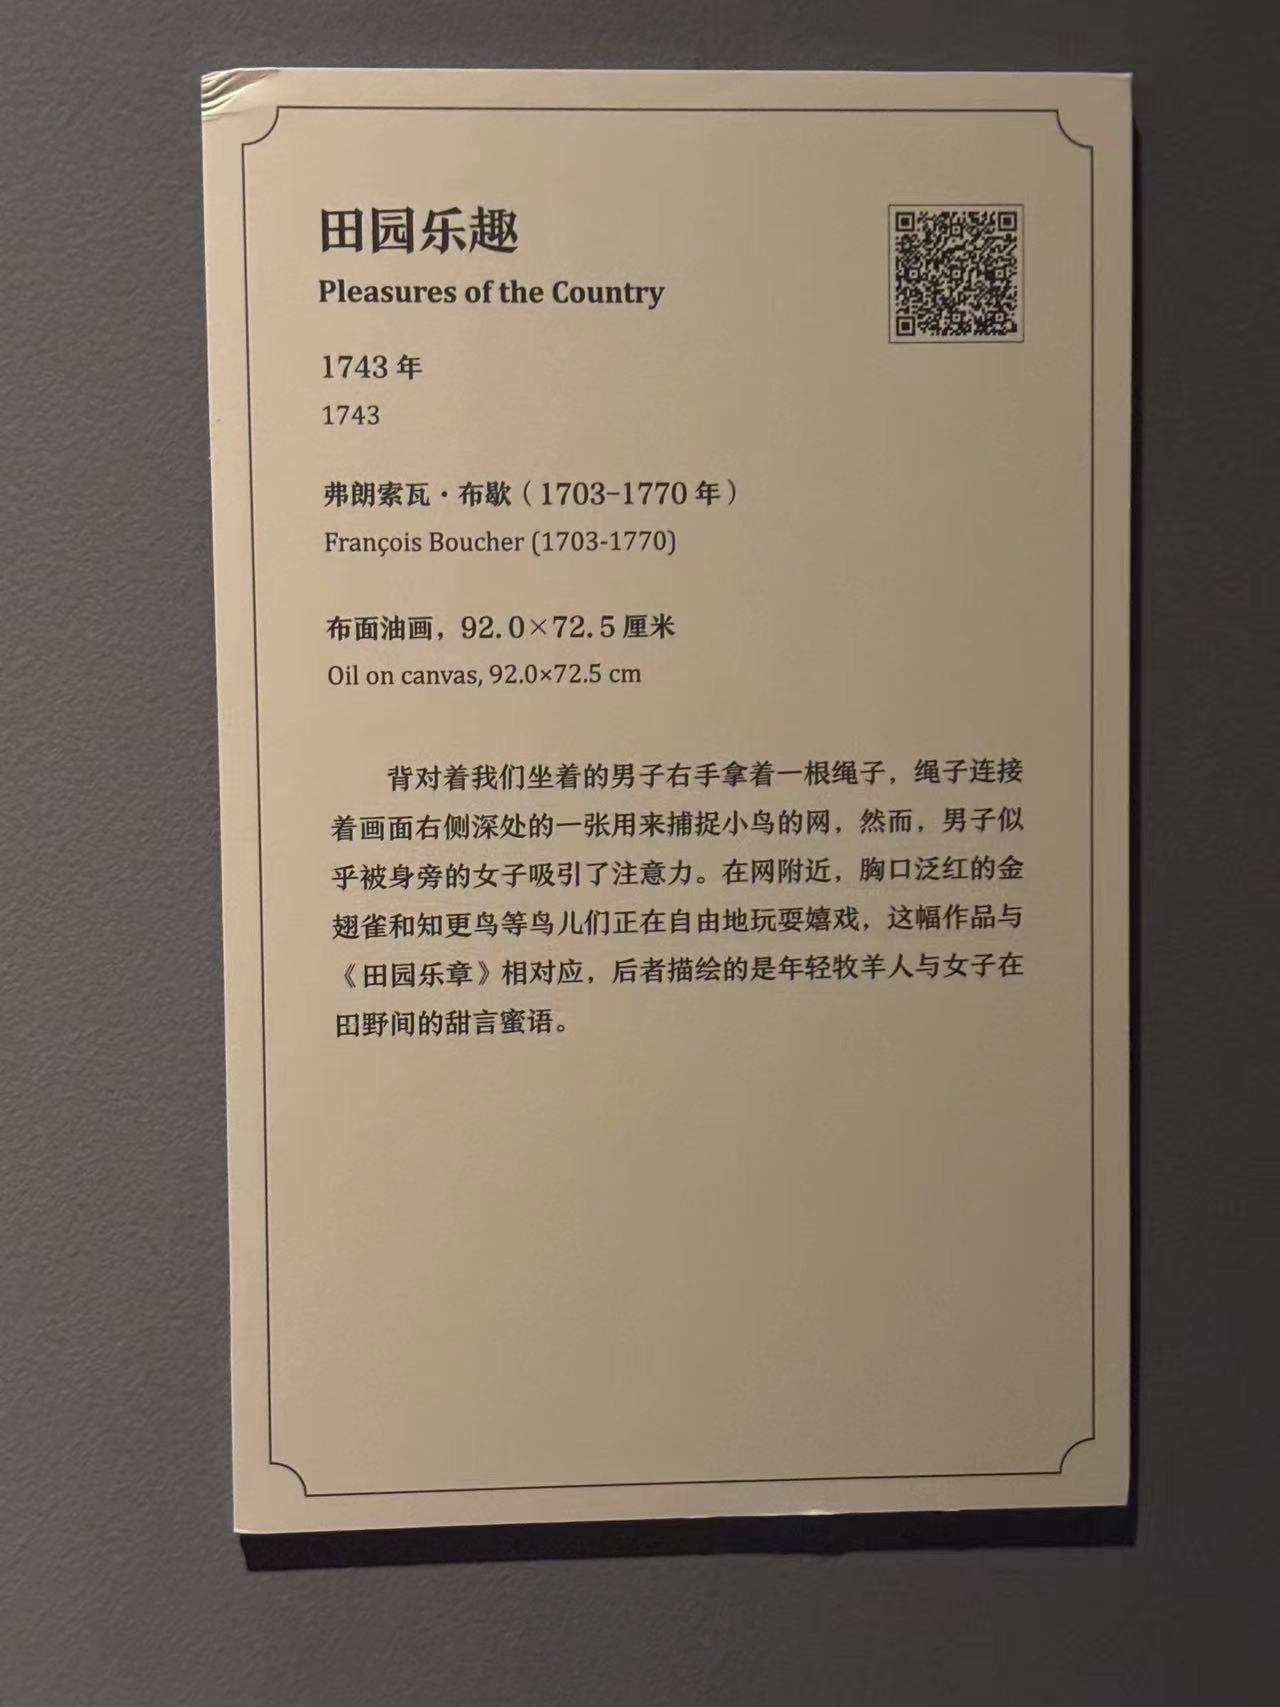 田园乐趣
Pleasures of the Country
1743 年
1743
弗朗索瓦·布歇（1703-1770 年）
François Boucher (1703-1770)
布面油画，92.0×72.5 厘米
Oil on canvas, 92.0×72.5 cm
背对着我们坐着的男子右手拿着一根绳子，绳子连接
着画面右侧深处的一张用来捕捉小鸟的网，然而，男子似
乎被身旁的女子吸引了注意力。在网附近，胸口泛红的金
翅雀和知更鸟等鸟儿们正在自由地玩耍嬉戏，这幅作品与
《田园乐章》相对应，后者描绘的是年轻牧羊人与女子在
田野间的甜言蜜语。